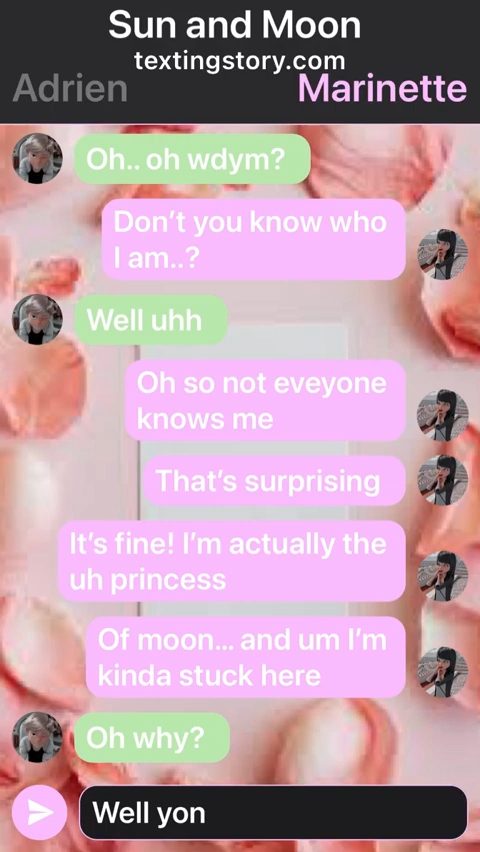 Sun and Moon
textingstory.com
Adrien Marinette
Oh.. oh wdym?
Don't you know who
I am..?
Well uhh
Oh so not eveyone
knows me
That's surprising
It's fine! I'm actually the
uh princess
Of moon... and um I'm
kinda stuck here
Oh why?
Well yon